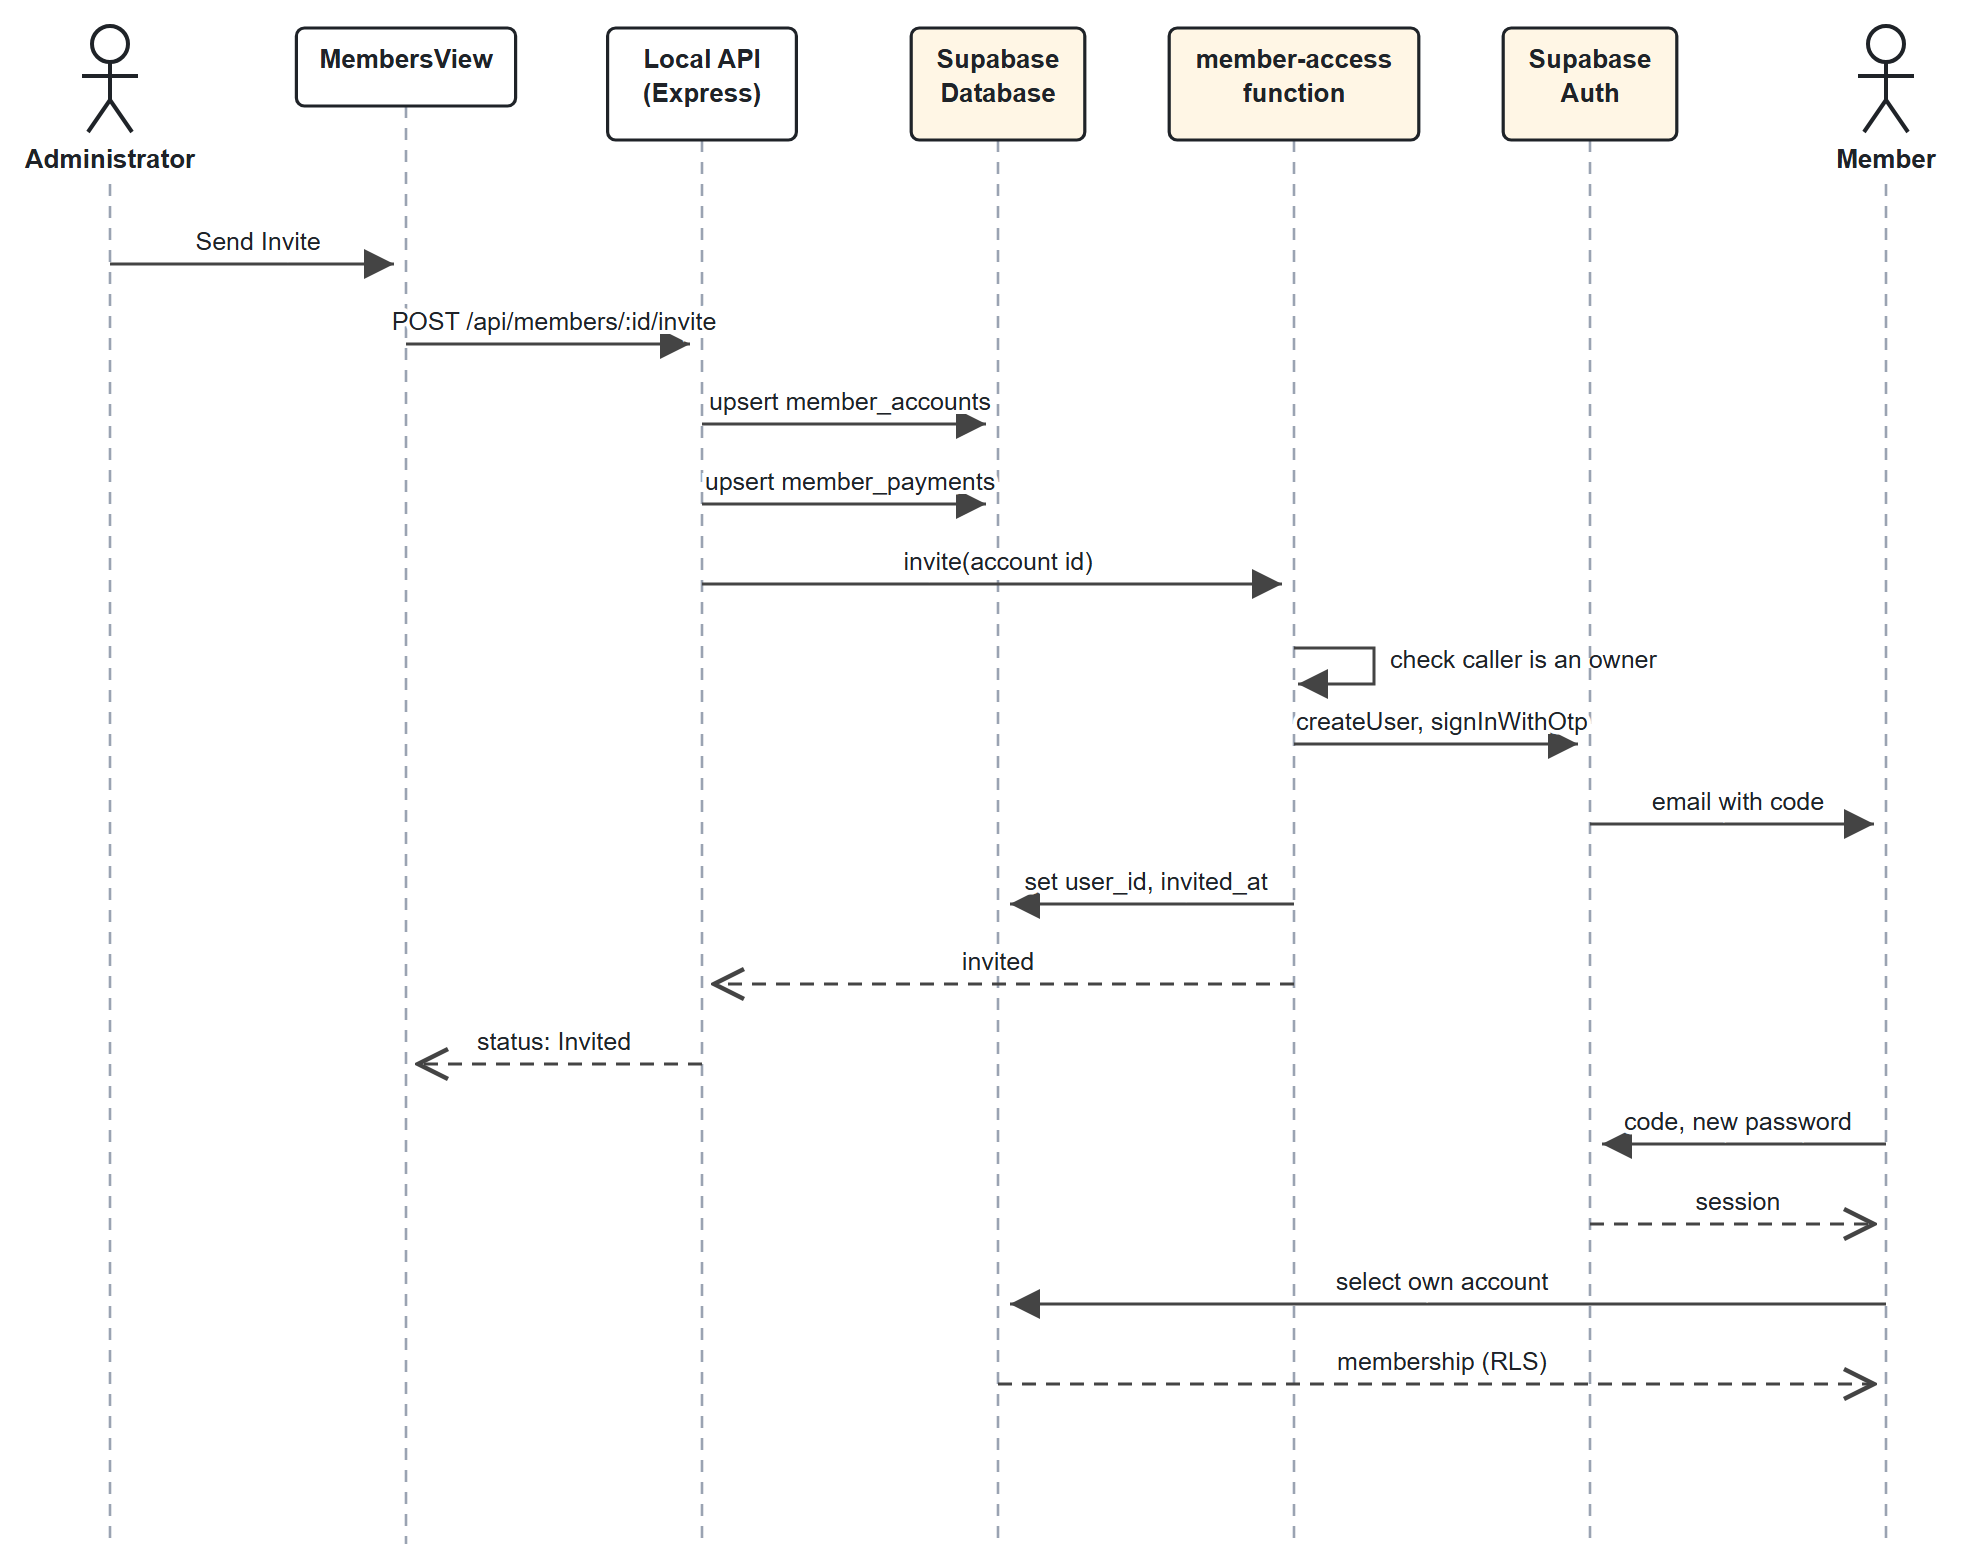 MembersView
Local API
(Express)
Supabase
Database
member-access
function
Supabase
Auth
Administrator
Member
Send Invite
POST /api/members/:id/invite
upsert member_accounts
upsert member_payments
invite(account id)
check caller is an owner
createUser, signInWithOtp
email with code
set user_id, invited_at
invited
status: Invited
code, new password
session
select own account
membership (RLS)